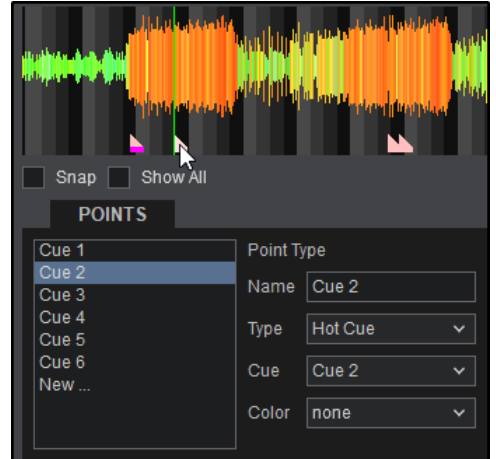 Snap Show All
POINTS
Cue 1
Cue 2
Cue 3
Cue 4
Cue 5
Cue 6
New ...
Point Type
Name Cue 2
Type Hot Cue
Cue Cue 2
Color none